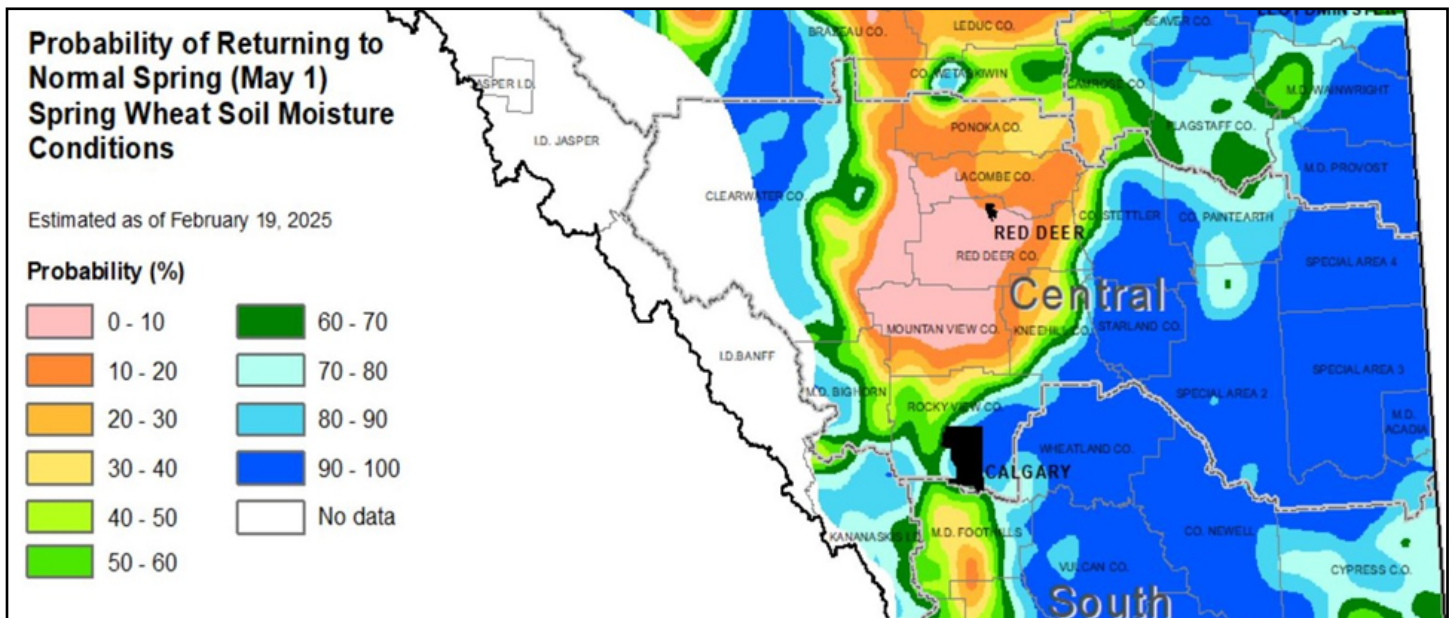 Probability of Returning to
Normal Spring (May 1)
Spring Wheat Soil Moisture
Conditions
Estimated as of February 19, 2025
Probability (%)
0 - 10
10 - 20
20 - 30
30 - 40
40 - 50
50 - 60
60 - 70
70 - 80
80 - 90
90 - 100
No data
BRAZEAU CO.
LEDUC CO.
BEAVER CO.
LLOYDMINSTER
JASPER I.D.
CO. WETASKIWIN
CAMROSE CO.
M.D. WAINWRIGHT
I.D. JASPER
PONOKA CO.
FLAGSTAFF CO.
CLEARWATER CO.
LACOMBE CO.
M.D. PROVOST
RED DEER
CO. STETTLER
CO. PAINTEARTH
RED DEER CO.
SPECIAL AREA 4
Central
I.D.BANFF
MOUNTAN VIEW CO.
KNEEHILL CO.
STARLAND CO.
SPECIAL AREA 3
M.D. BIGHORN
ROCKY VIEW CO.
SPECIAL AREA 2
M.D.
ACADIA
WHEATLAND CO.
CALGARY
KANANASKIS I.D.
M.D. FOOTHILLS
CO. NEWELL
VULCAN CO.
CYPRESS C.O.
South